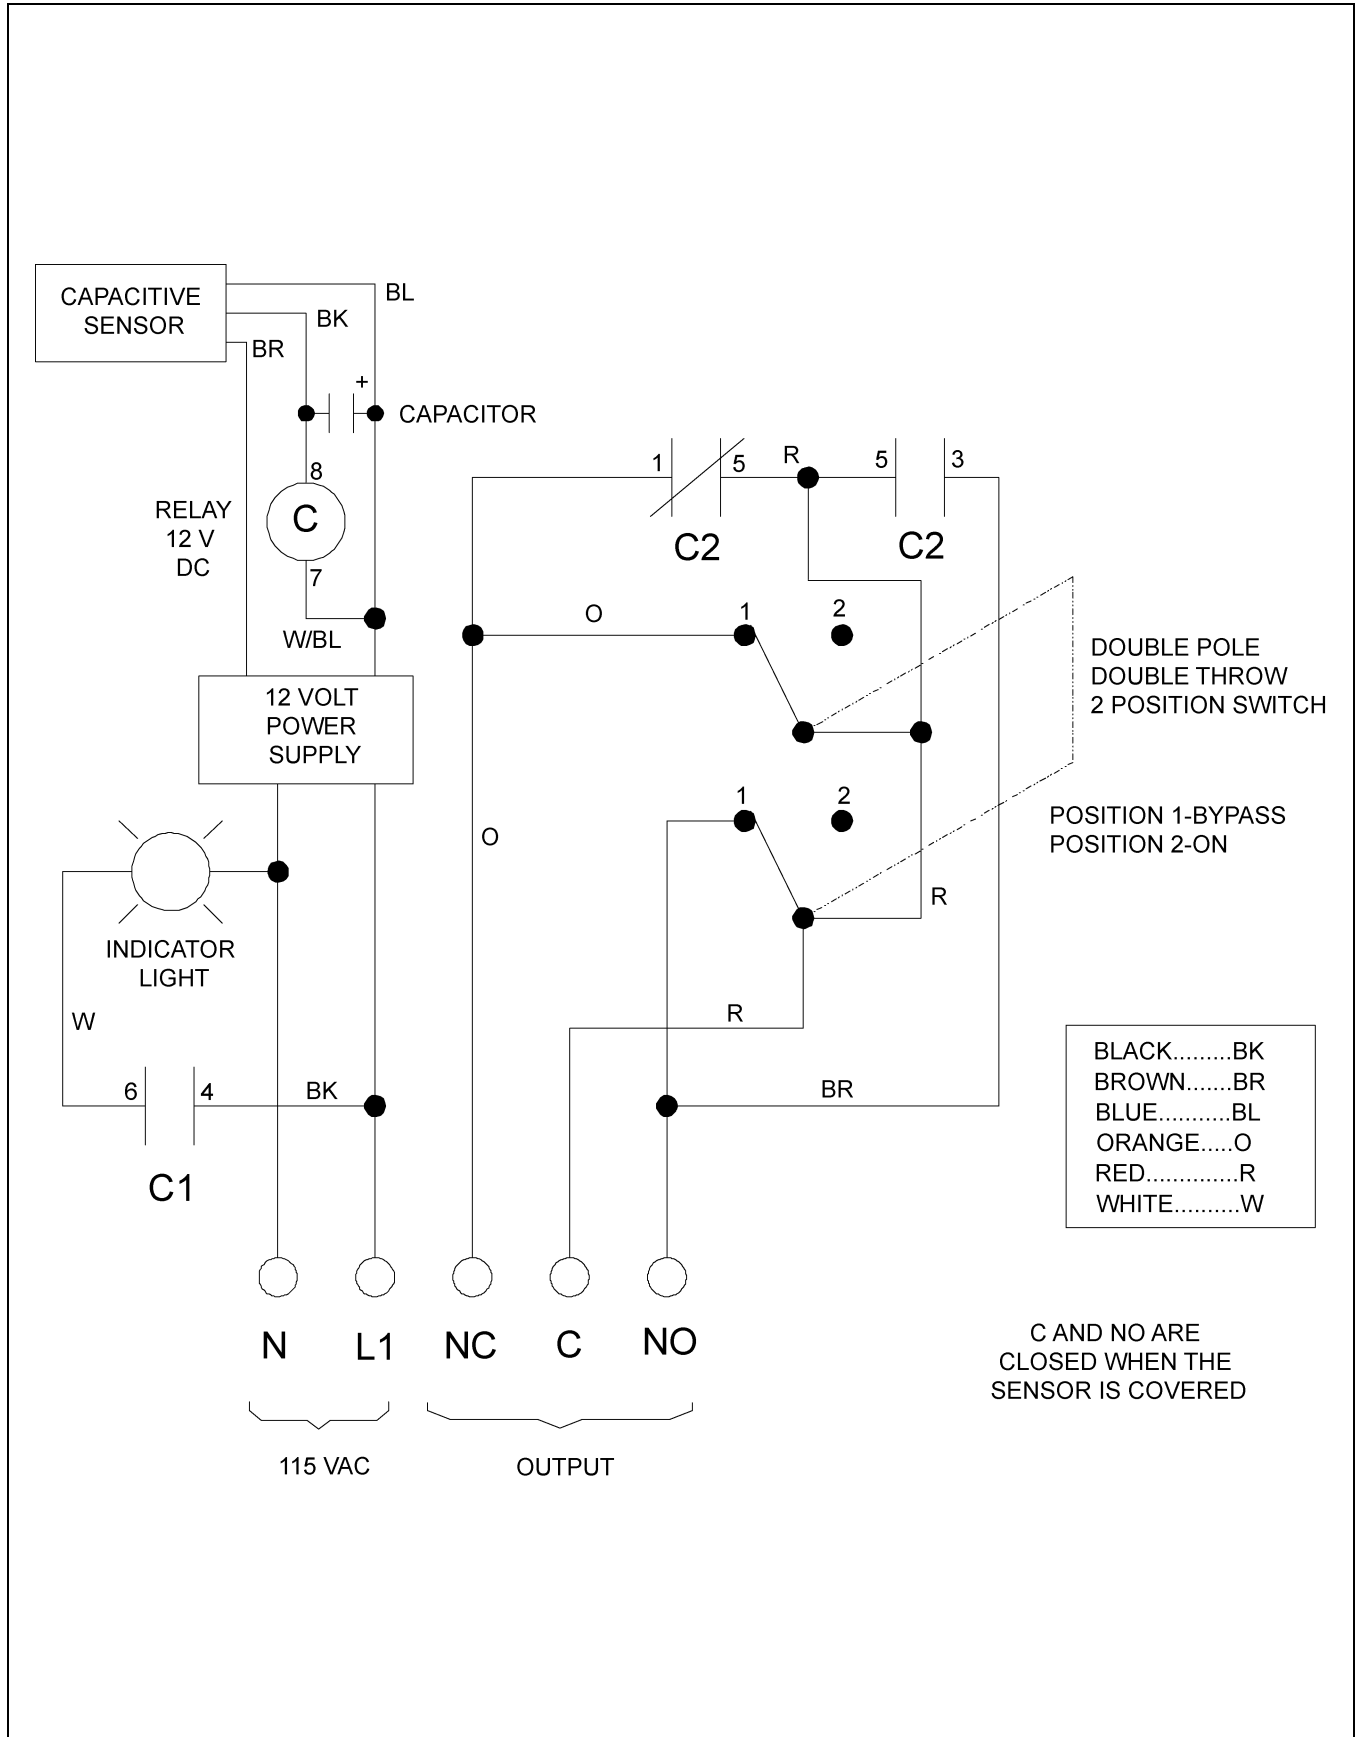 CAPACITIVE
SENSOR
BL
BK
BR
+
CAPACITOR
8
C
RELAY
12 V
DC
7
W/BL
12 VOLT
POWER
SUPPLY
INDICATOR
LIGHT
W
6
4
BK
C1
1
5
R
5
3
C2
C2
O
1
2
DOUBLE POLE
DOUBLE THROW
2 POSITION SWITCH
1
2
POSITION 1-BYPASS
POSITION 2-ON
O
R
R
BR
BLACK.........BK
BROWN.......BR
BLUE...........BL
ORANGE.....O
RED..............R
WHITE..........W
N
L1
NC
C
NO
115 VAC
OUTPUT
C AND NO ARE
CLOSED WHEN THE
SENSOR IS COVERED